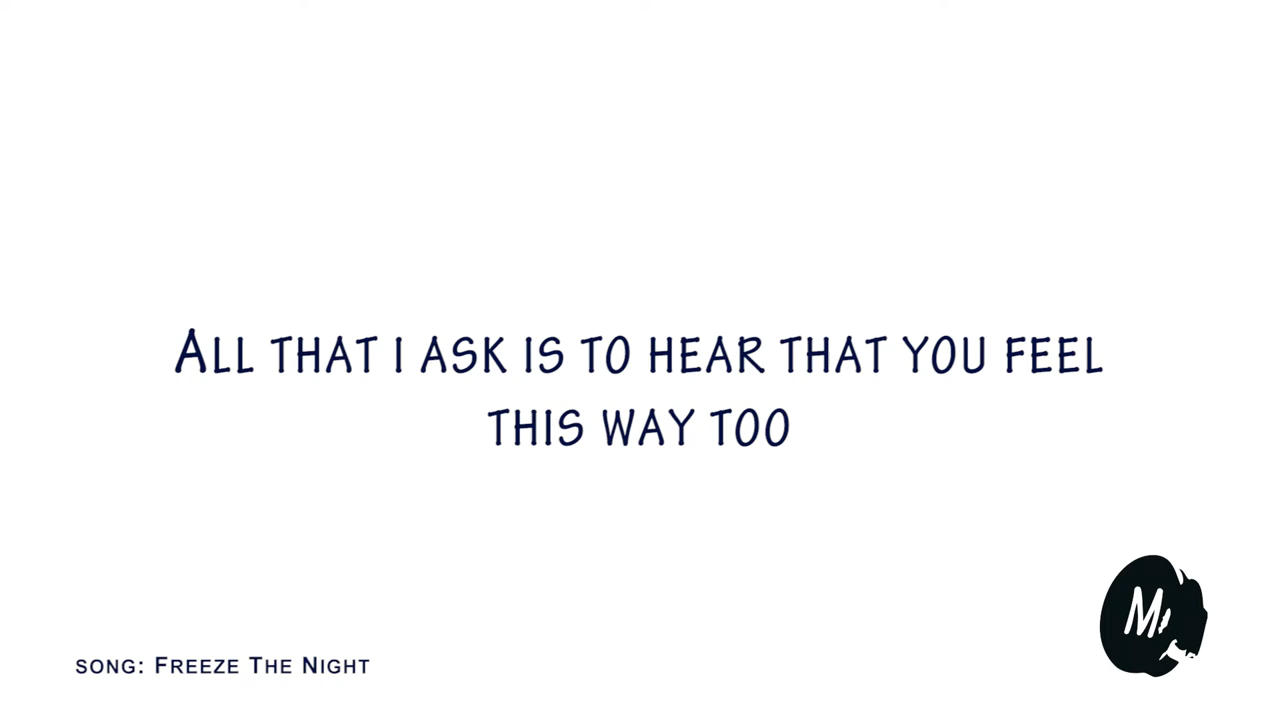 All that i ask is to hear that you feel
this way too
M
song: Freeze The Night